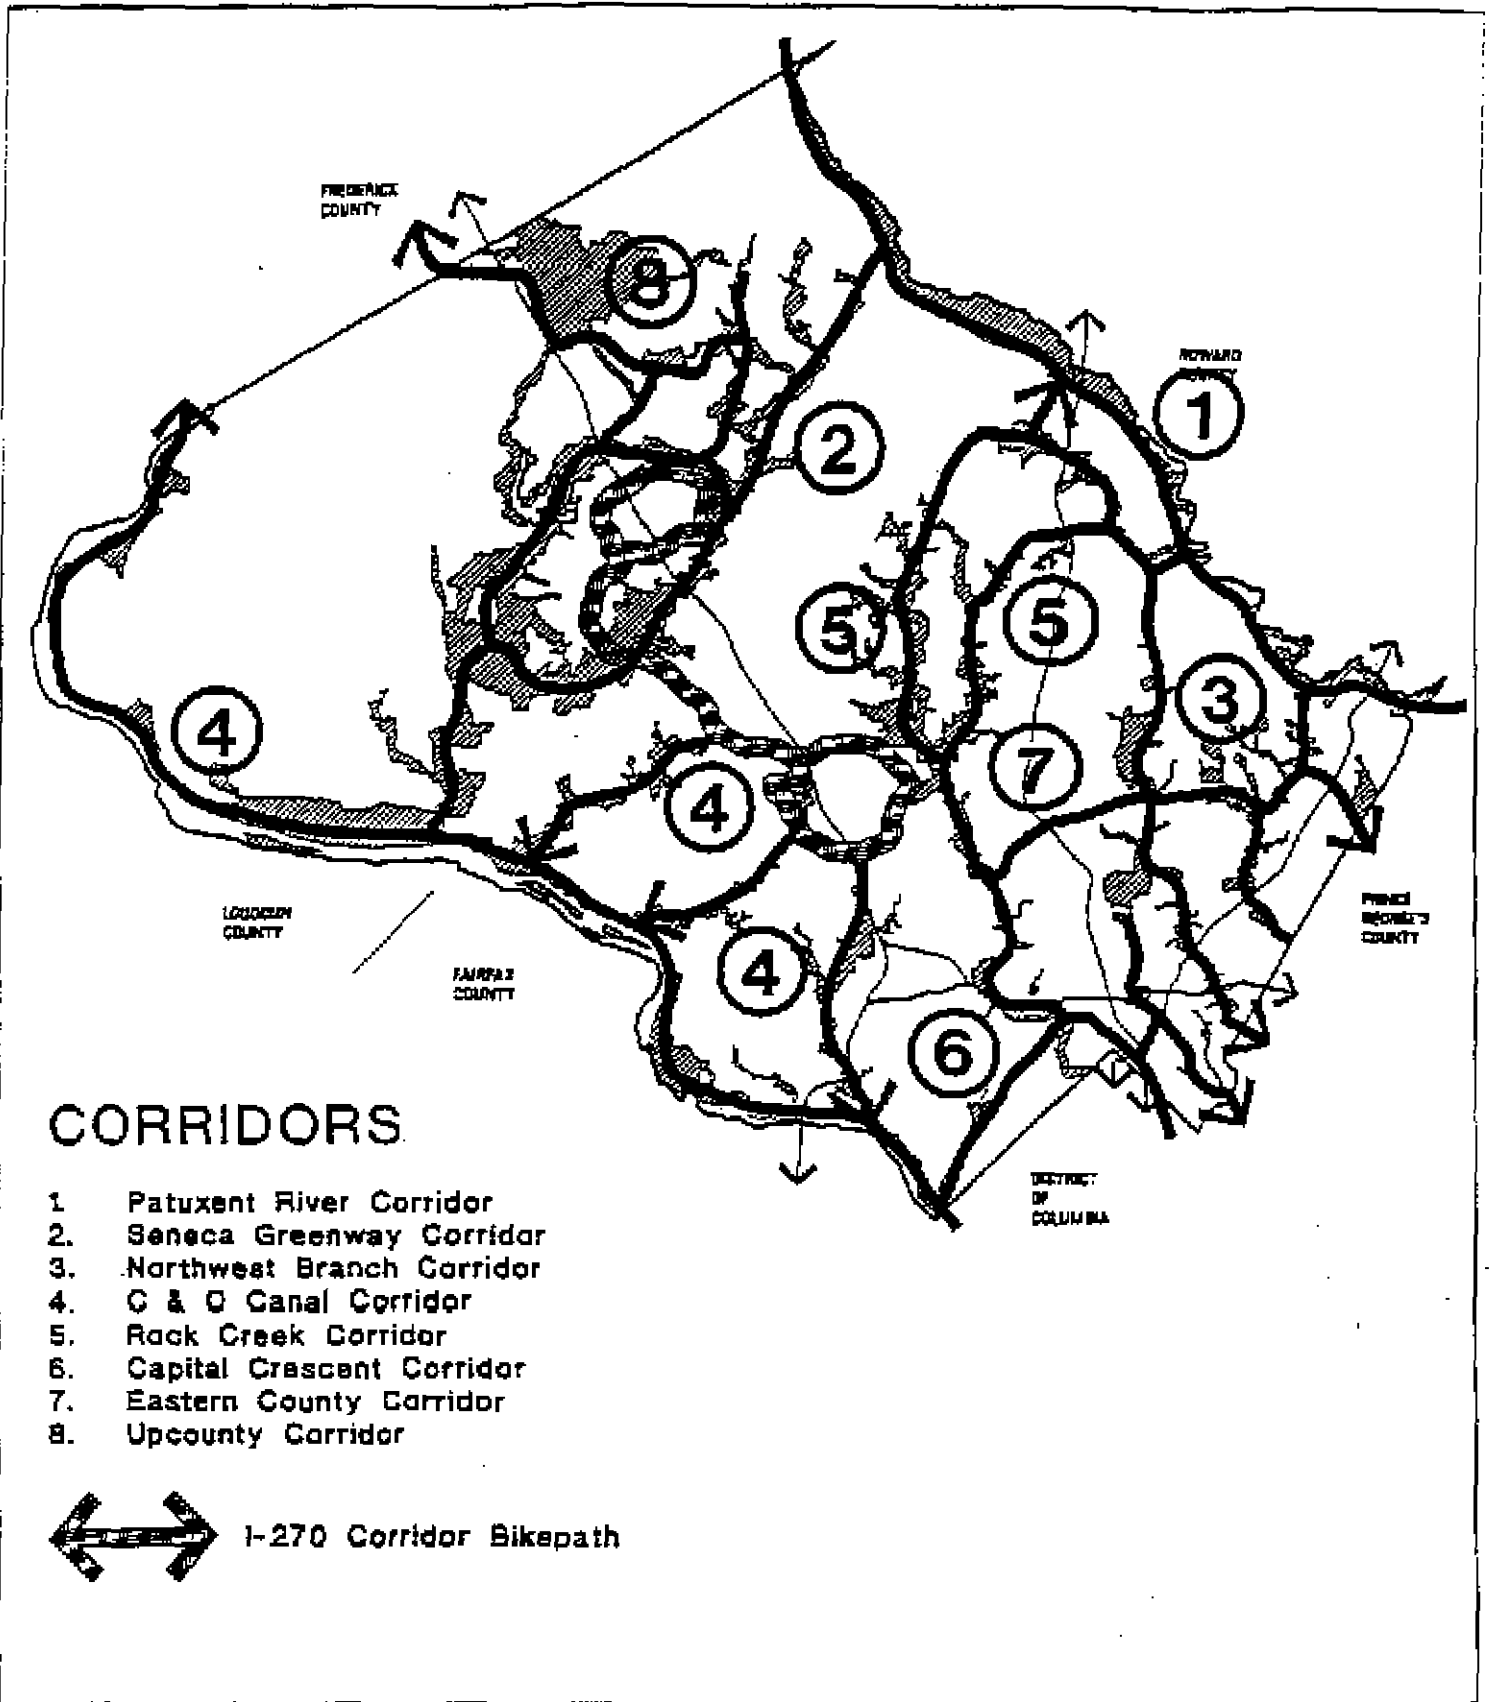 FREDERICK
COUNTY
8
HOWARD
COUNTY
1
2
5
5
3
4
7
4
LOUDOUN
COUNTY
PRINCE
GEORGE'S
COUNTY
4
FAIRFAX
COUNTY
6
CORRIDORS
DISTRICT
OF
COLUMBIA
1 Patuxent River Corridor
2. Seneca Greenway Corridor
3. Northwest Branch Corridor
4. C & O Canal Corridor
5. Rock Creek Corridor
6. Capital Crescent Corridor
7. Eastern County Corridor
8. Upcounty Corridor
I-270 Corridor Bikepath